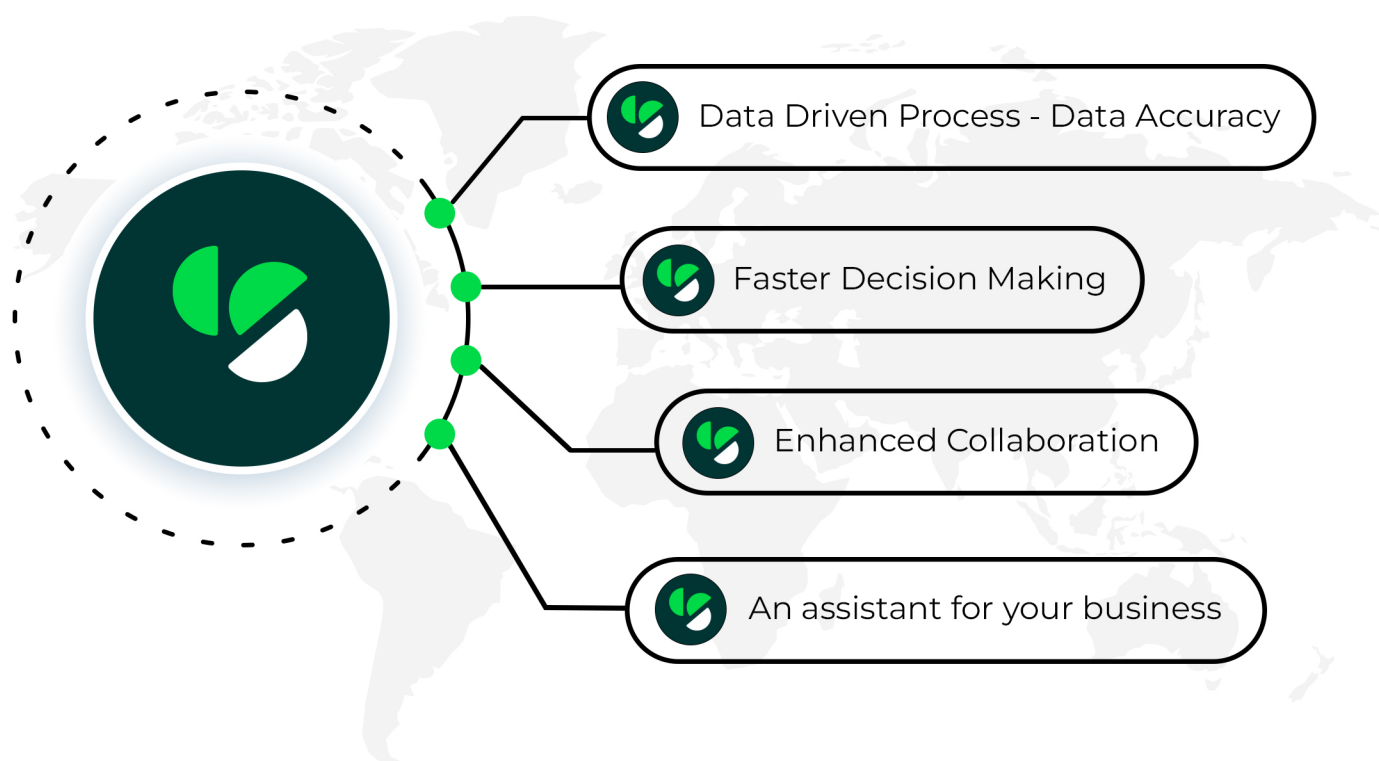 Data Driven Process - Data Accuracy
Faster Decision Making
Enhanced Collaboration
An assistant for your business